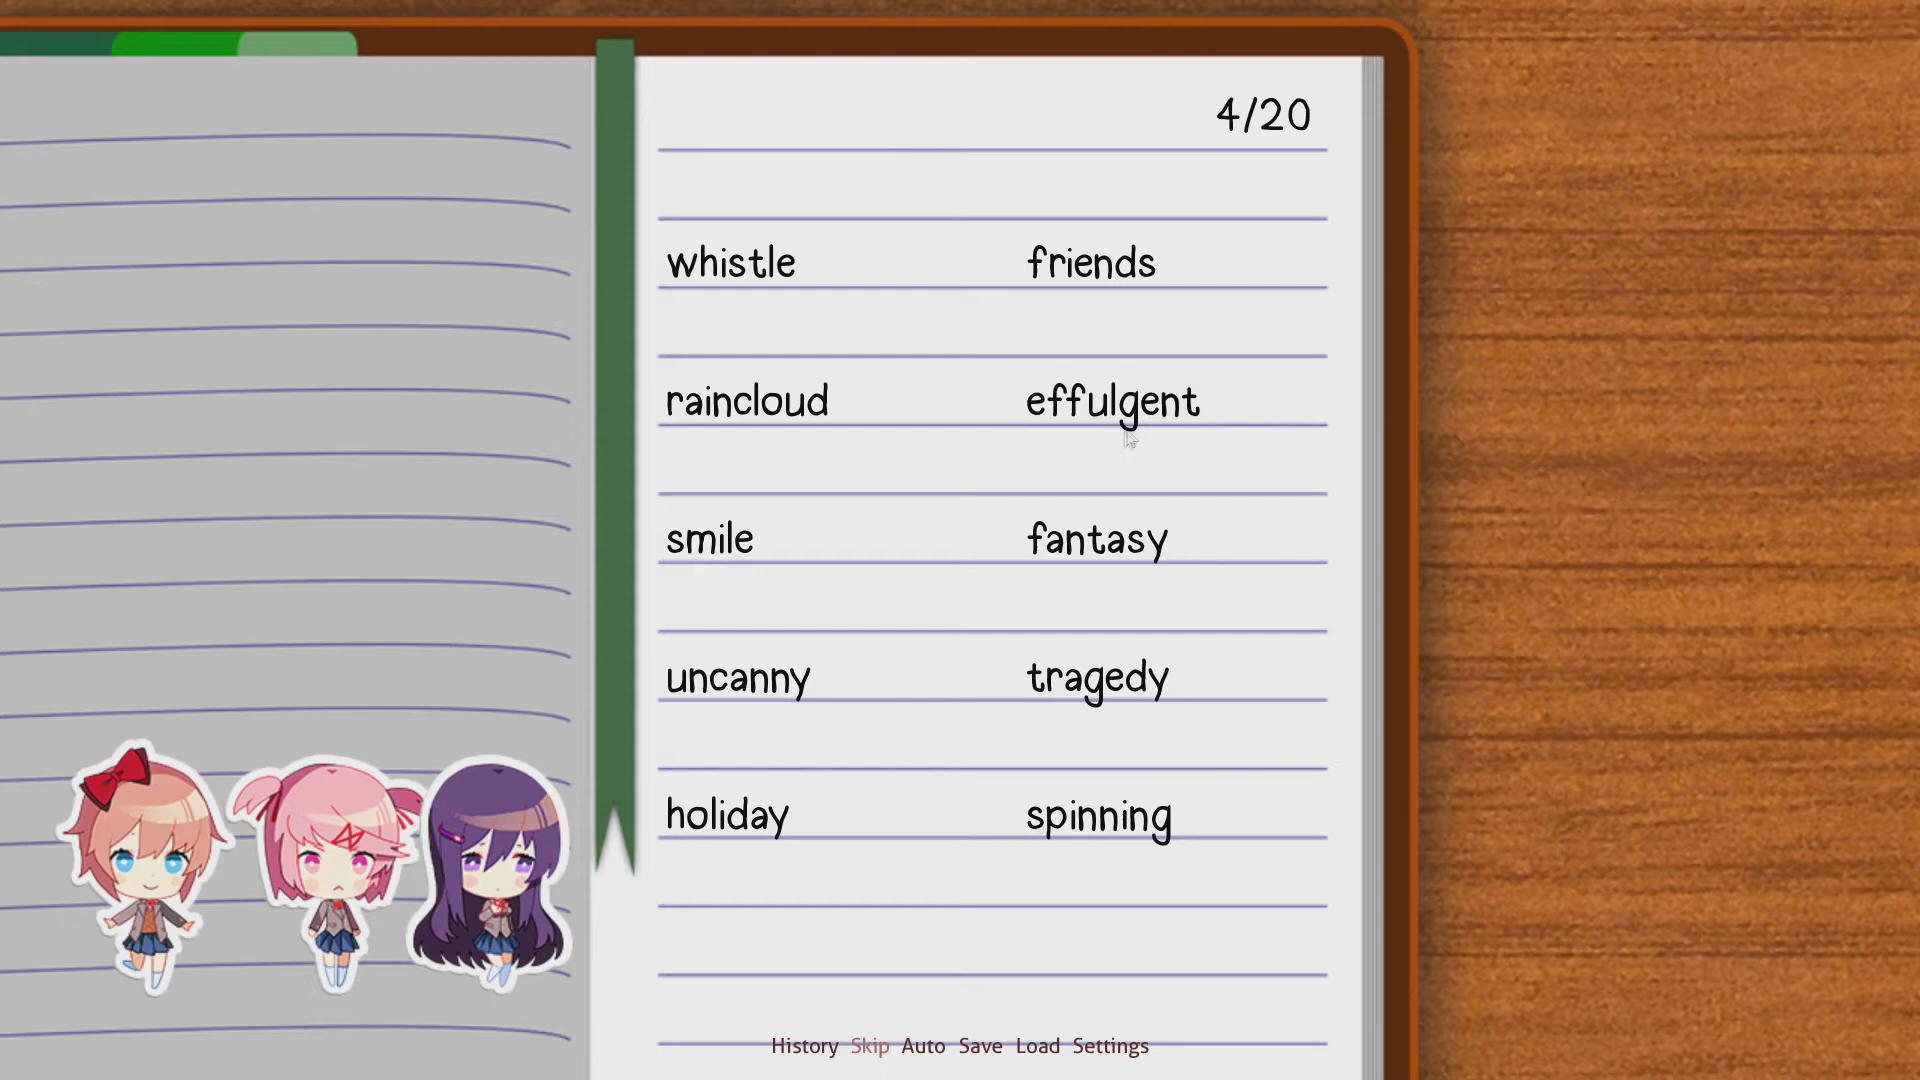 4/20
whistle friends
raincloud effulgent
smile fantasy
uncanny tragedy
holiday spinning
History Skip Auto Save Load Settings